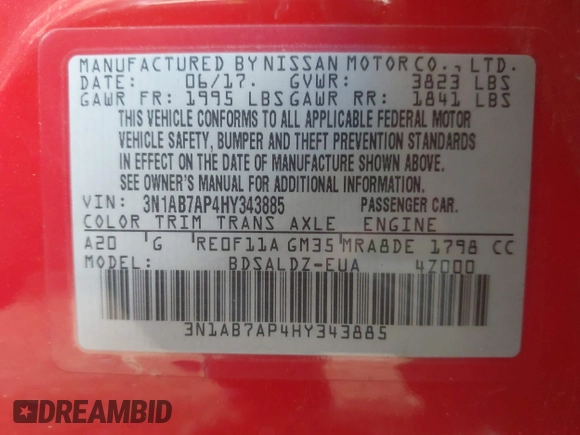 MANUFACTURED BY NISSAN MOTOR CO., LTD.
DATE: 06/17. GVWR: 3823 LBS
GAWR FR: 1995 LBS GAWR RR: 1841 LBS
THIS VEHICLE CONFORMS TO ALL APPLICABLE FEDERAL MOTOR
VEHICLE SAFETY, BUMPER AND THEFT PREVENTION STANDARDS
IN EFFECT ON THE DATE OF MANUFACTURE SHOWN ABOVE.
SEE OWNER'S MANUAL FOR ADDITIONAL INFORMATION.
VIN: 3N1AB7AP4HY343885 PASSENGER CAR.
COLOR TRIM TRANS AXLE ENGINE
A20 G RE0F11A GM35 MRA8DE 1798 CC
MODEL: BDSALDZ-EUA 4Z000
3N1AB7AP4HY343885
DREAMBID